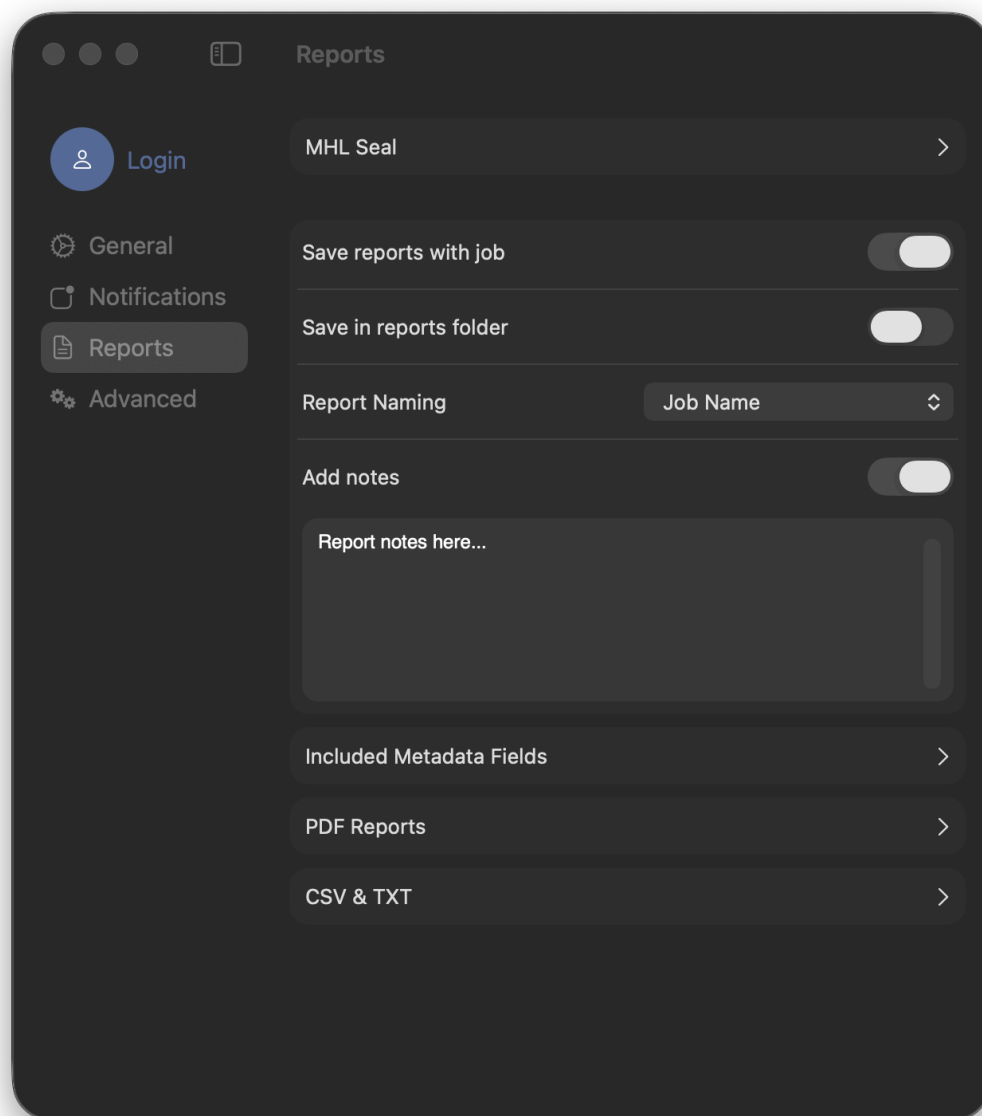 Reports
Login
General
Notifications
Reports
Advanced
MHL Seal
Save reports with job
Save in reports folder
Report Naming
Job Name
Add notes
Report notes here...
Included Metadata Fields
PDF Reports
CSV & TXT